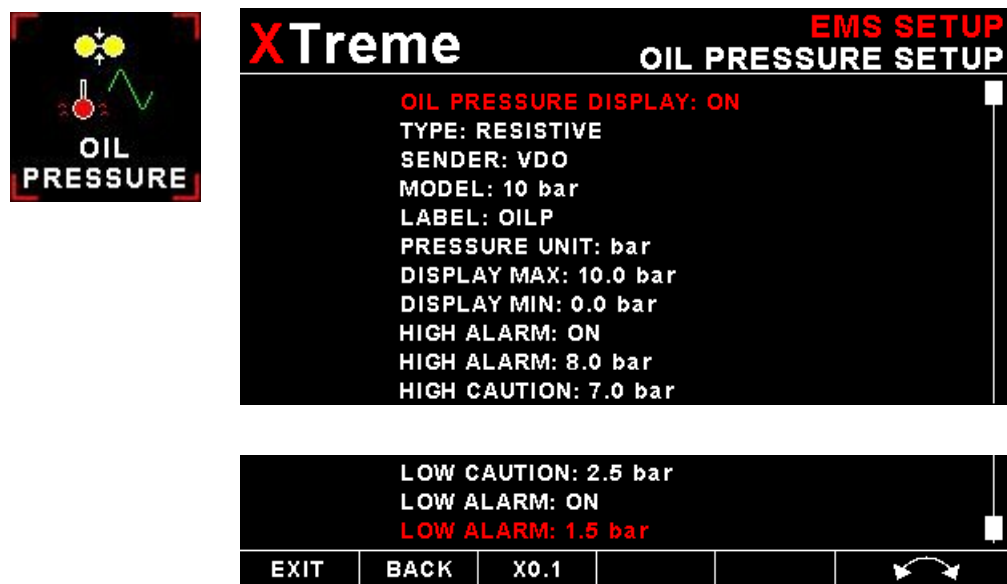 OIL
PRESSURE
XTreme
EMS SETUP
OIL PRESSURE SETUP
OIL PRESSURE DISPLAY: ON
TYPE: RESISTIVE
SENDER: VDO
MODEL: 10 bar
LABEL: OILP
PRESSURE UNIT: bar
DISPLAY MAX: 10.0 bar
DISPLAY MIN: 0.0 bar
HIGH ALARM: ON
HIGH ALARM: 8.0 bar
HIGH CAUTION: 7.0 bar
LOW CAUTION: 2.5 bar
LOW ALARM: ON
LOW ALARM: 1.5 bar
EXIT BACK X0.1